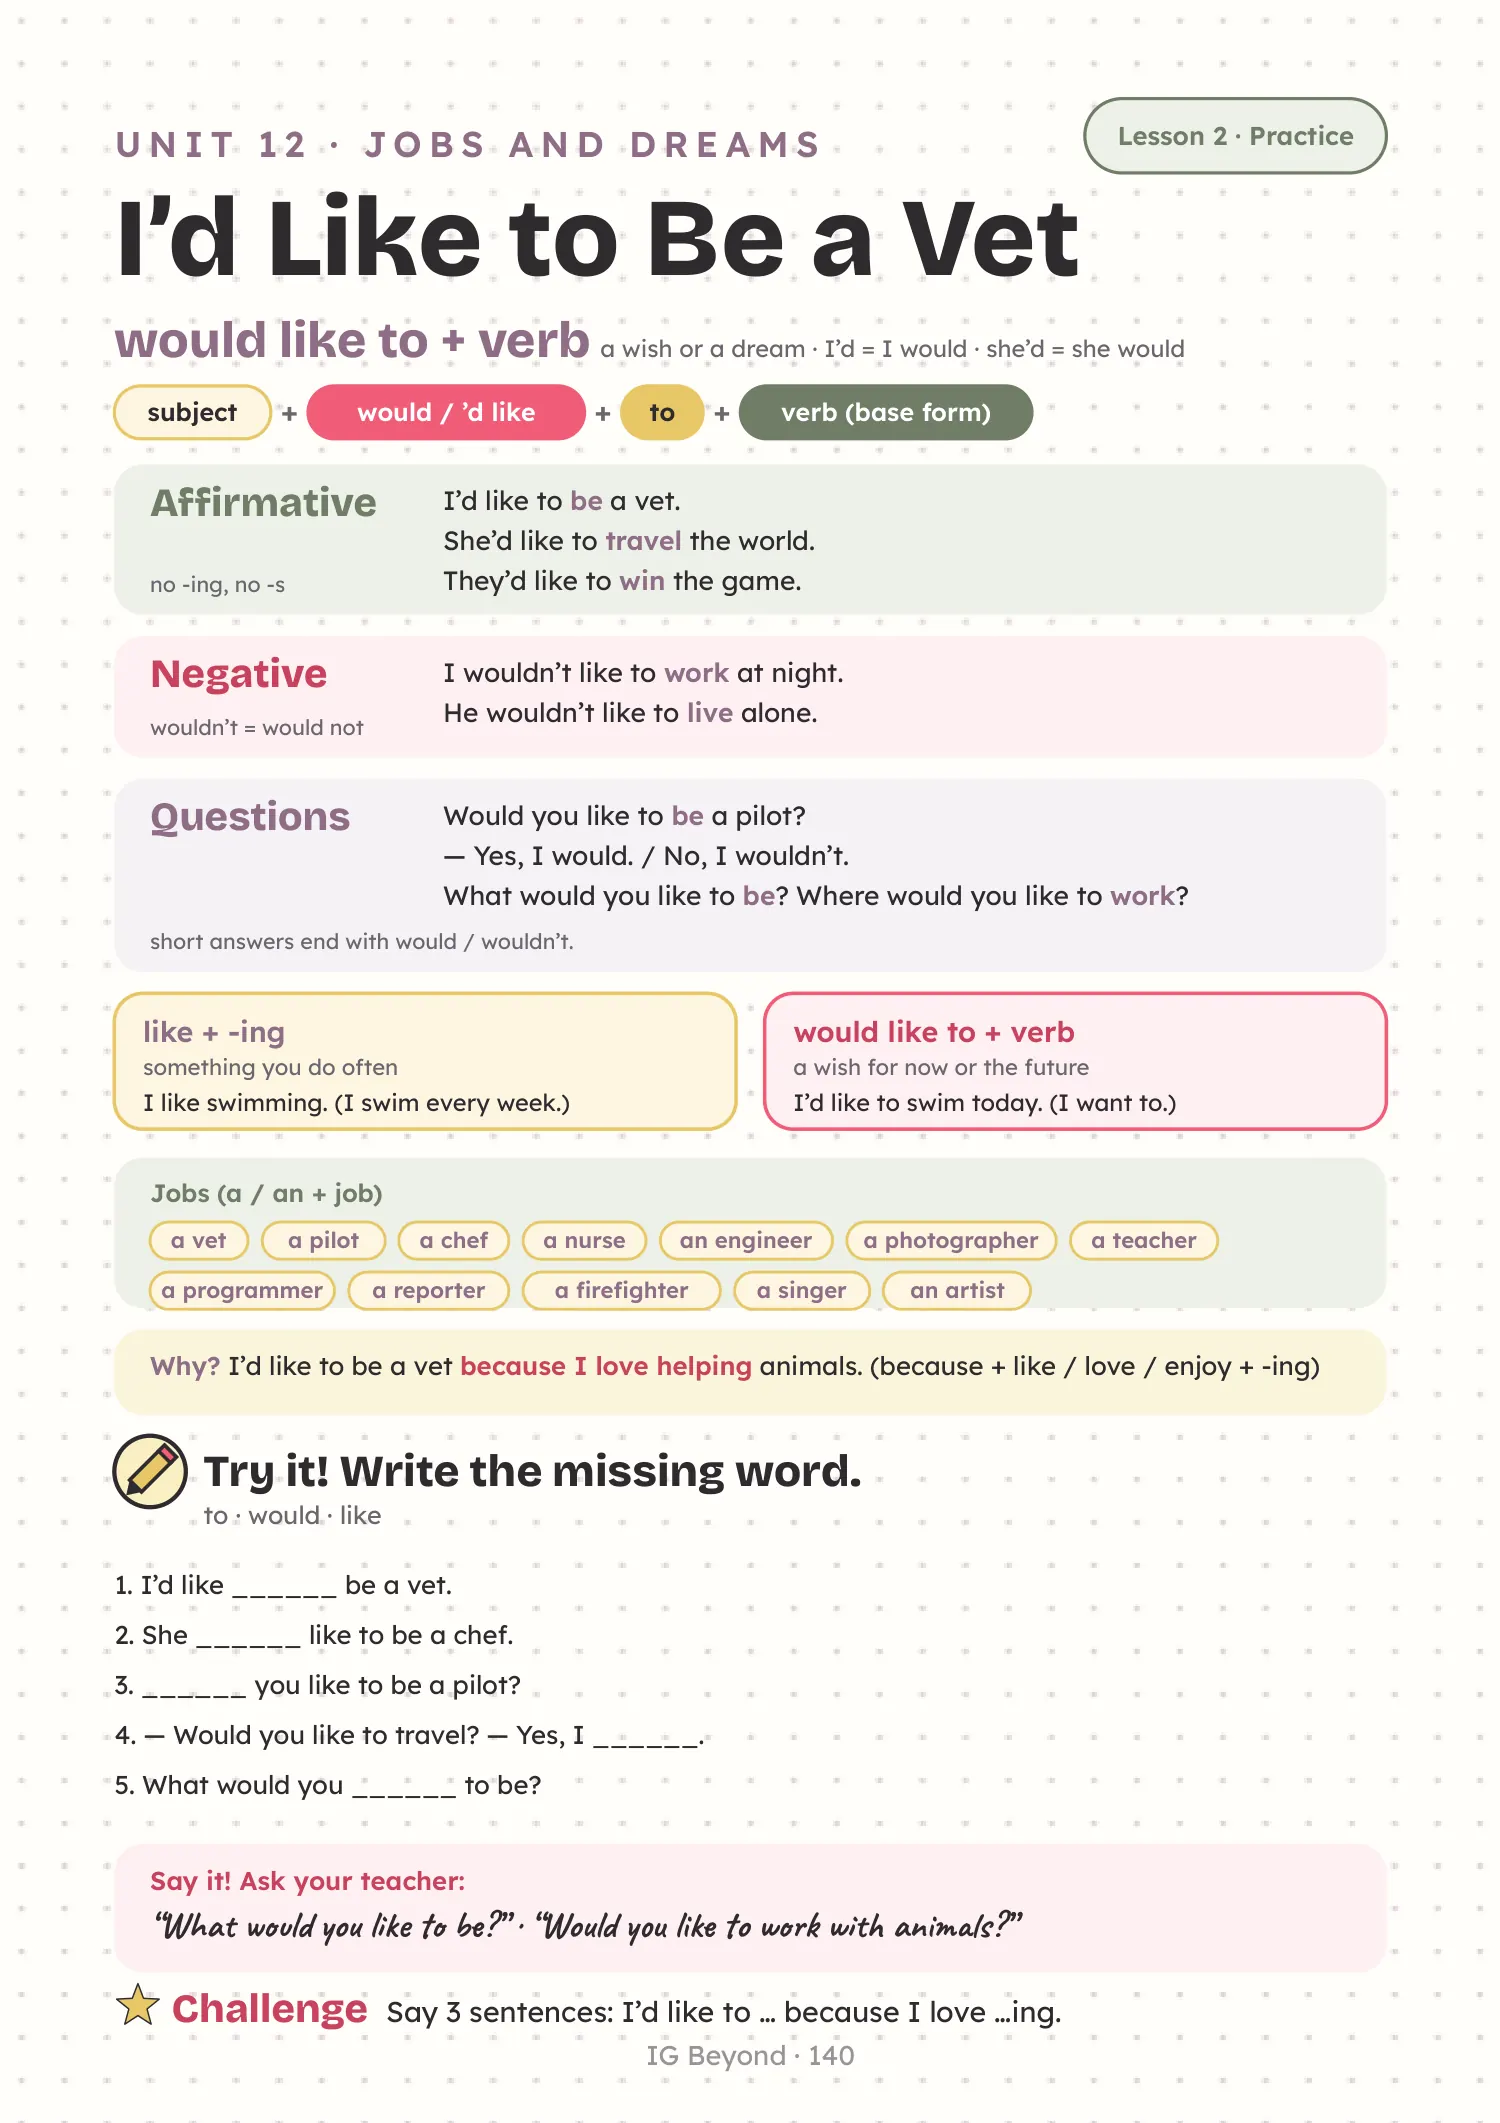 UNIT 12 · JOBS AND DREAMS
Lesson 2 · Practice
I’d Like to Be a Vet
would like to + verb a wish or a dream · I’d = I would · she’d = she would
subject + would / ’d like + to + verb (base form)
Affirmative
I’d like to be a vet.
She’d like to travel the world.
no -ing, no -s
They’d like to win the game.
Negative
I wouldn’t like to work at night.
wouldn’t = would not
He wouldn’t like to live alone.
Questions
Would you like to be a pilot?
— Yes, I would. / No, I wouldn’t.
What would you like to be? Where would you like to work?
short answers end with would / wouldn’t.
like + -ing
something you do often
I like swimming. (I swim every week.)
would like to + verb
a wish for now or the future
I’d like to swim today. (I want to.)
Jobs (a / an + job)
a vet a pilot a chef a nurse an engineer a photographer a teacher
a programmer a reporter a firefighter a singer an artist
Why? I’d like to be a vet because I love helping animals. (because + like / love / enjoy + -ing)
Try it! Write the missing word.
to · would · like
1. I’d like ______ be a vet.
2. She ______ like to be a chef.
3. ______ you like to be a pilot?
4. — Would you like to travel? — Yes, I ______.
5. What would you ______ to be?
Say it! Ask your teacher:
“What would you like to be?” · “Would you like to work with animals?”
Challenge Say 3 sentences: I’d like to … because I love …ing.
IG Beyond · 140